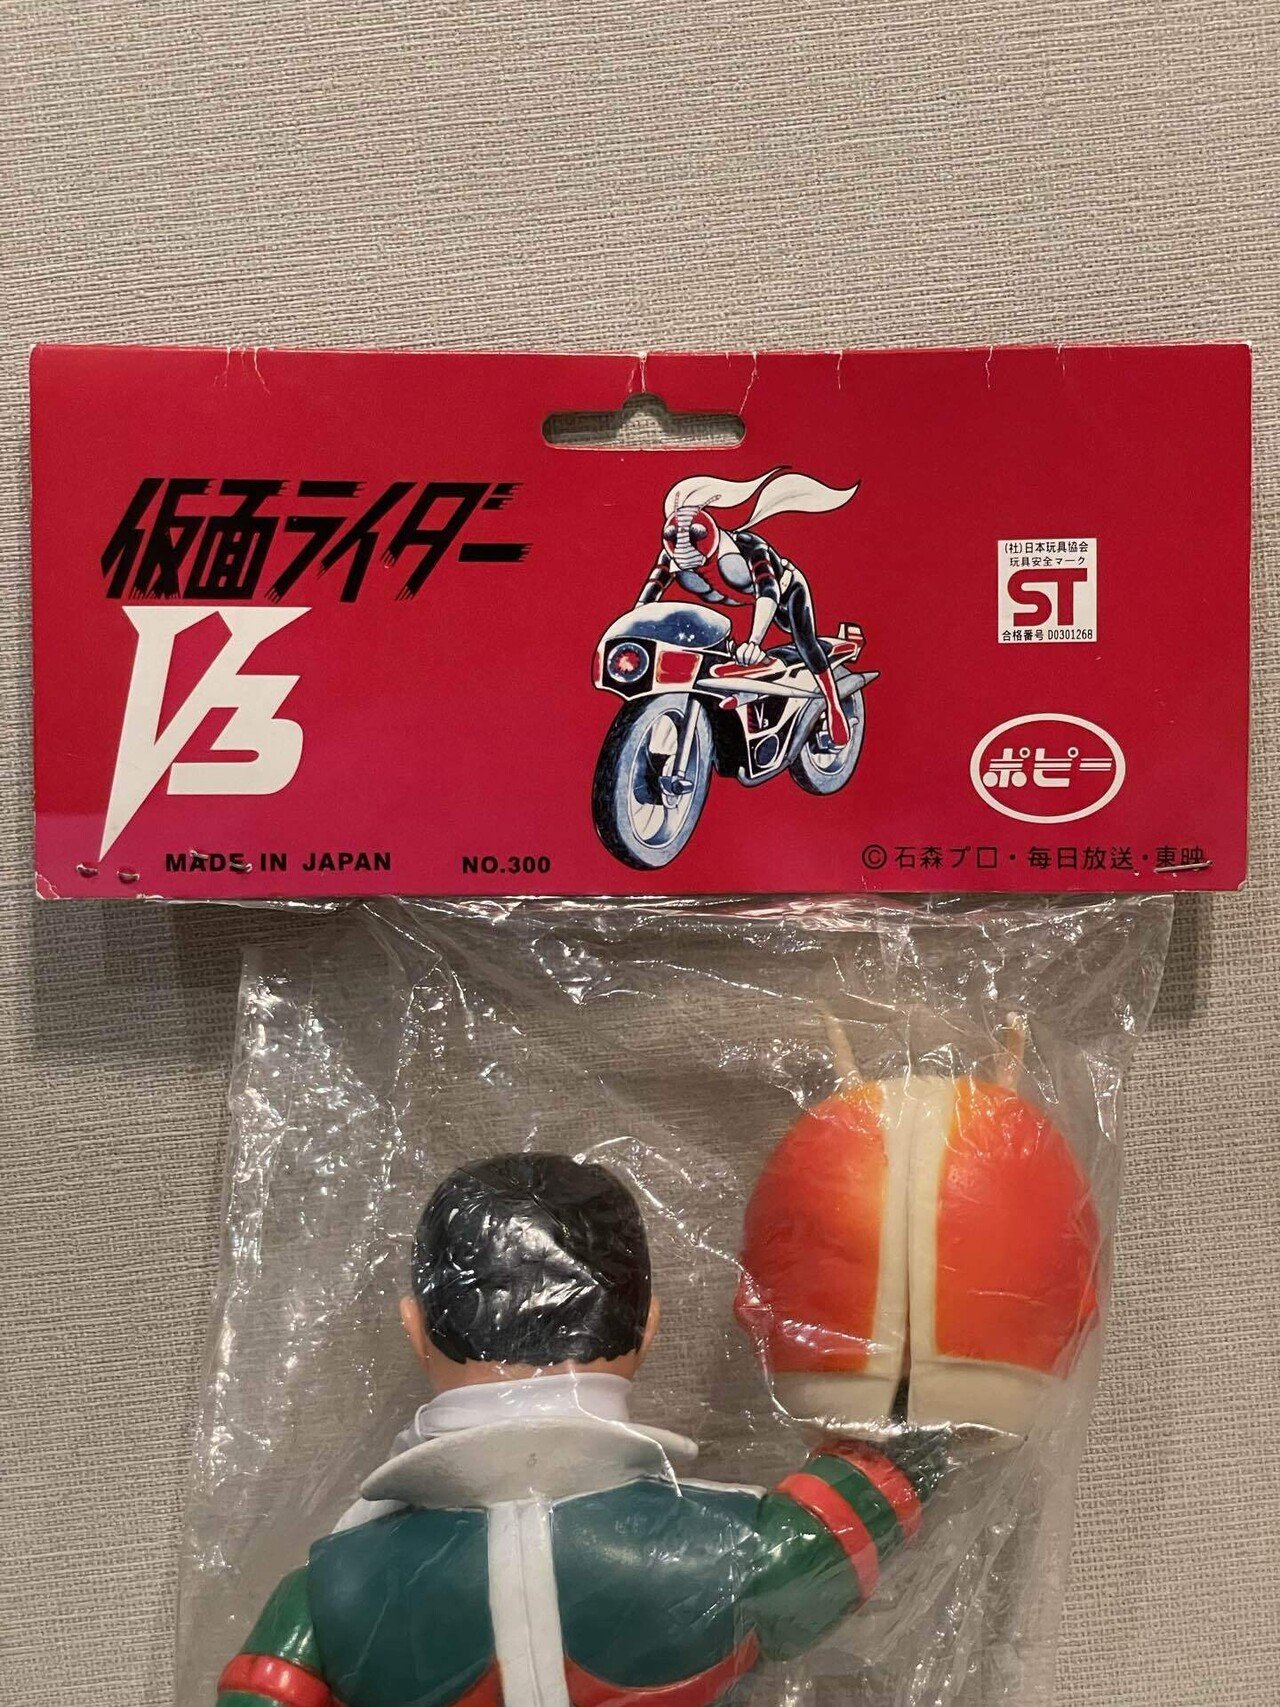 仮面ライダー
V3
(社)日本玩具協会
玩具安全マーク
ST
合格番号 D0301268
V3
ポピー
MADE IN JAPAN
NO.300
©石森プロ・毎日放送・東映